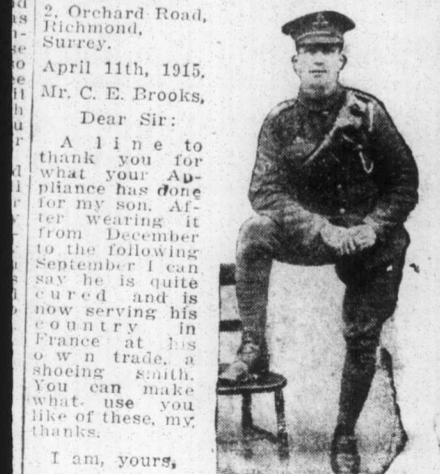 2, Orchard Road,
Richmond,
Surrey.
April 11th, 1915.
Mr. C. E. Brooks,
Dear Sir:
A line to
thank you for
what your Ap-
pliance has done
for my son. Af-
ter wearing it
from December
to the following
September I can
say he is quite
cured and is
now serving his
country in
France at his
own trade, a
shoeing smith.
You can make
what use you
like of these, my
thanks.
I am, yours,